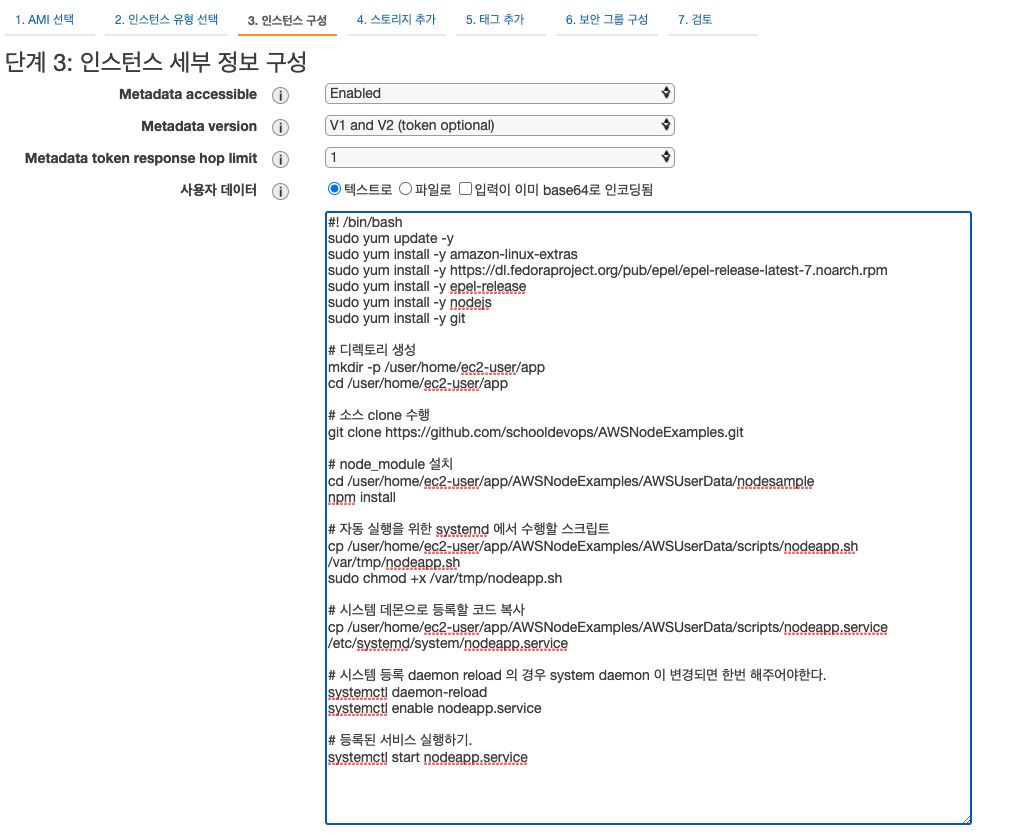 1. AMI 선택 2. 인스턴스 유형 선택 3. 인스턴스 구성 4. 스토리지 추가 5. 태그 추가 6. 보안 그룹 구성 7. 검토
단계 3: 인스턴스 세부 정보 구성
Metadata accessible i Enabled
Metadata version i V1 and V2 (token optional)
Metadata token response hop limit i 1
사용자 데이터 i 텍스트로 파일로 입력이 이미 base64로 인코딩됨
#! /bin/bash
sudo yum update -y
sudo yum install -y amazon-linux-extras
sudo yum install -y https://dl.fedoraproject.org/pub/epel/epel-release-latest-7.noarch.rpm
sudo yum install -y epel-release
sudo yum install -y nodejs
sudo yum install -y git
# 디렉토리 생성
mkdir -p /user/home/ec2-user/app
cd /user/home/ec2-user/app
# 소스 clone 수행
git clone https://github.com/schooldevops/AWSNodeExamples.git
# node_module 설치
cd /user/home/ec2-user/app/AWSNodeExamples/AWSUserData/nodesample
npm install
# 자동 실행을 위한 systemd 에서 수행할 스크립트
cp /user/home/ec2-user/app/AWSNodeExamples/AWSUserData/scripts/nodeapp.sh
/var/tmp/nodeapp.sh
sudo chmod +x /var/tmp/nodeapp.sh
# 시스템 데몬으로 등록할 코드 복사
cp /user/home/ec2-user/app/AWSNodeExamples/AWSUserData/scripts/nodeapp.service
/etc/systemd/system/nodeapp.service
# 시스템 등록 daemon reload 의 경우 system daemon 이 변경되면 한번 해주어야한다.
systemctl daemon-reload
systemctl enable nodeapp.service
# 등록된 서비스 실행하기.
systemctl start nodeapp.service